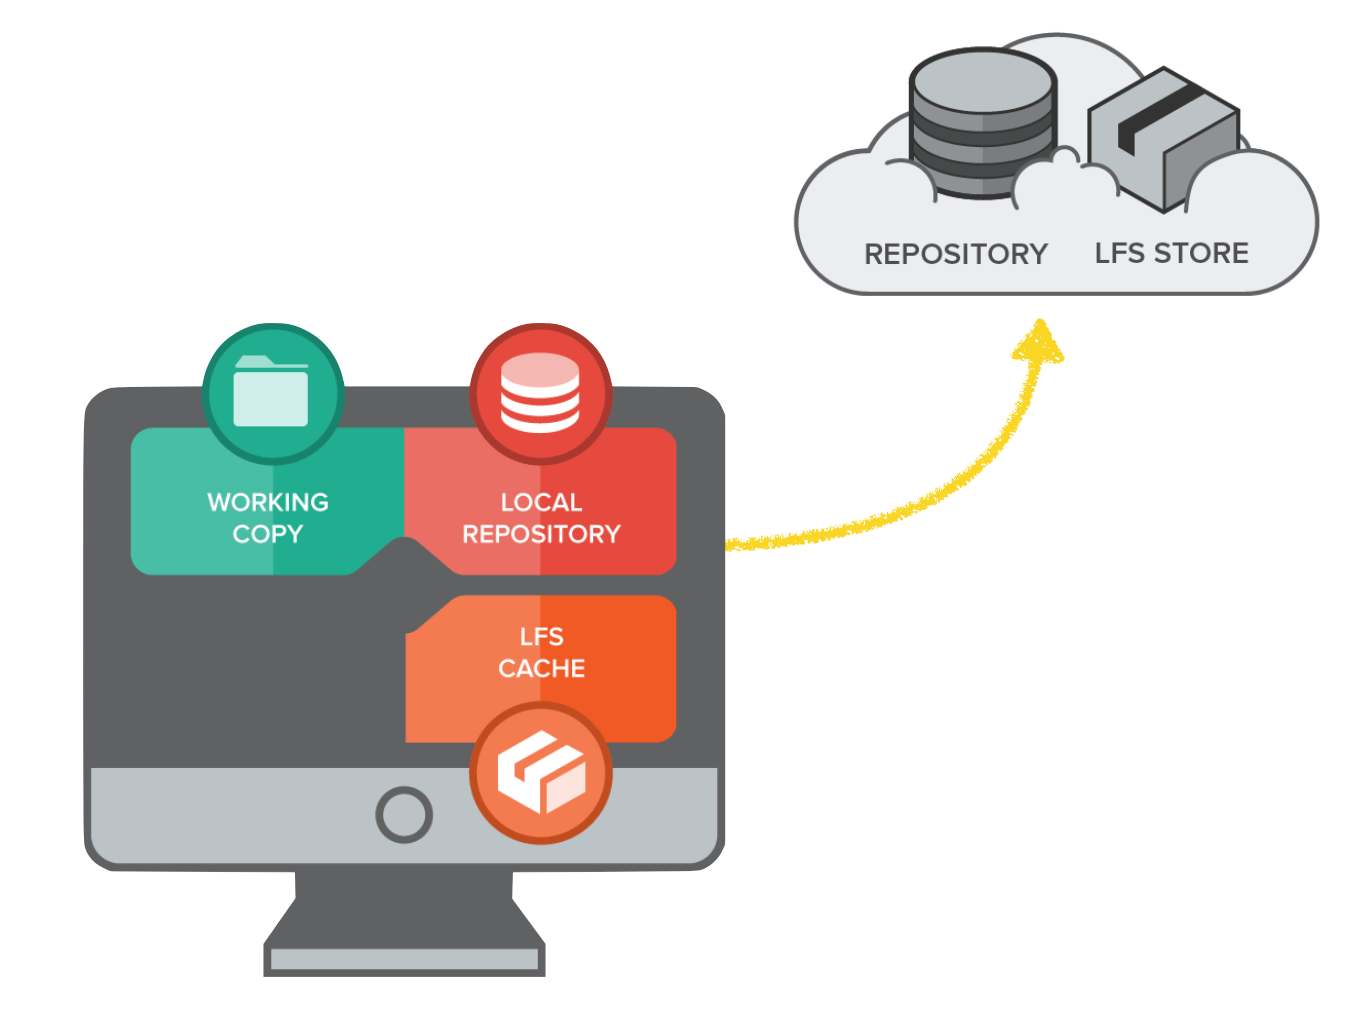 REPOSITORY
LFS STORE
WORKING
COPY
LOCAL
REPOSITORY
LFS
CACHE